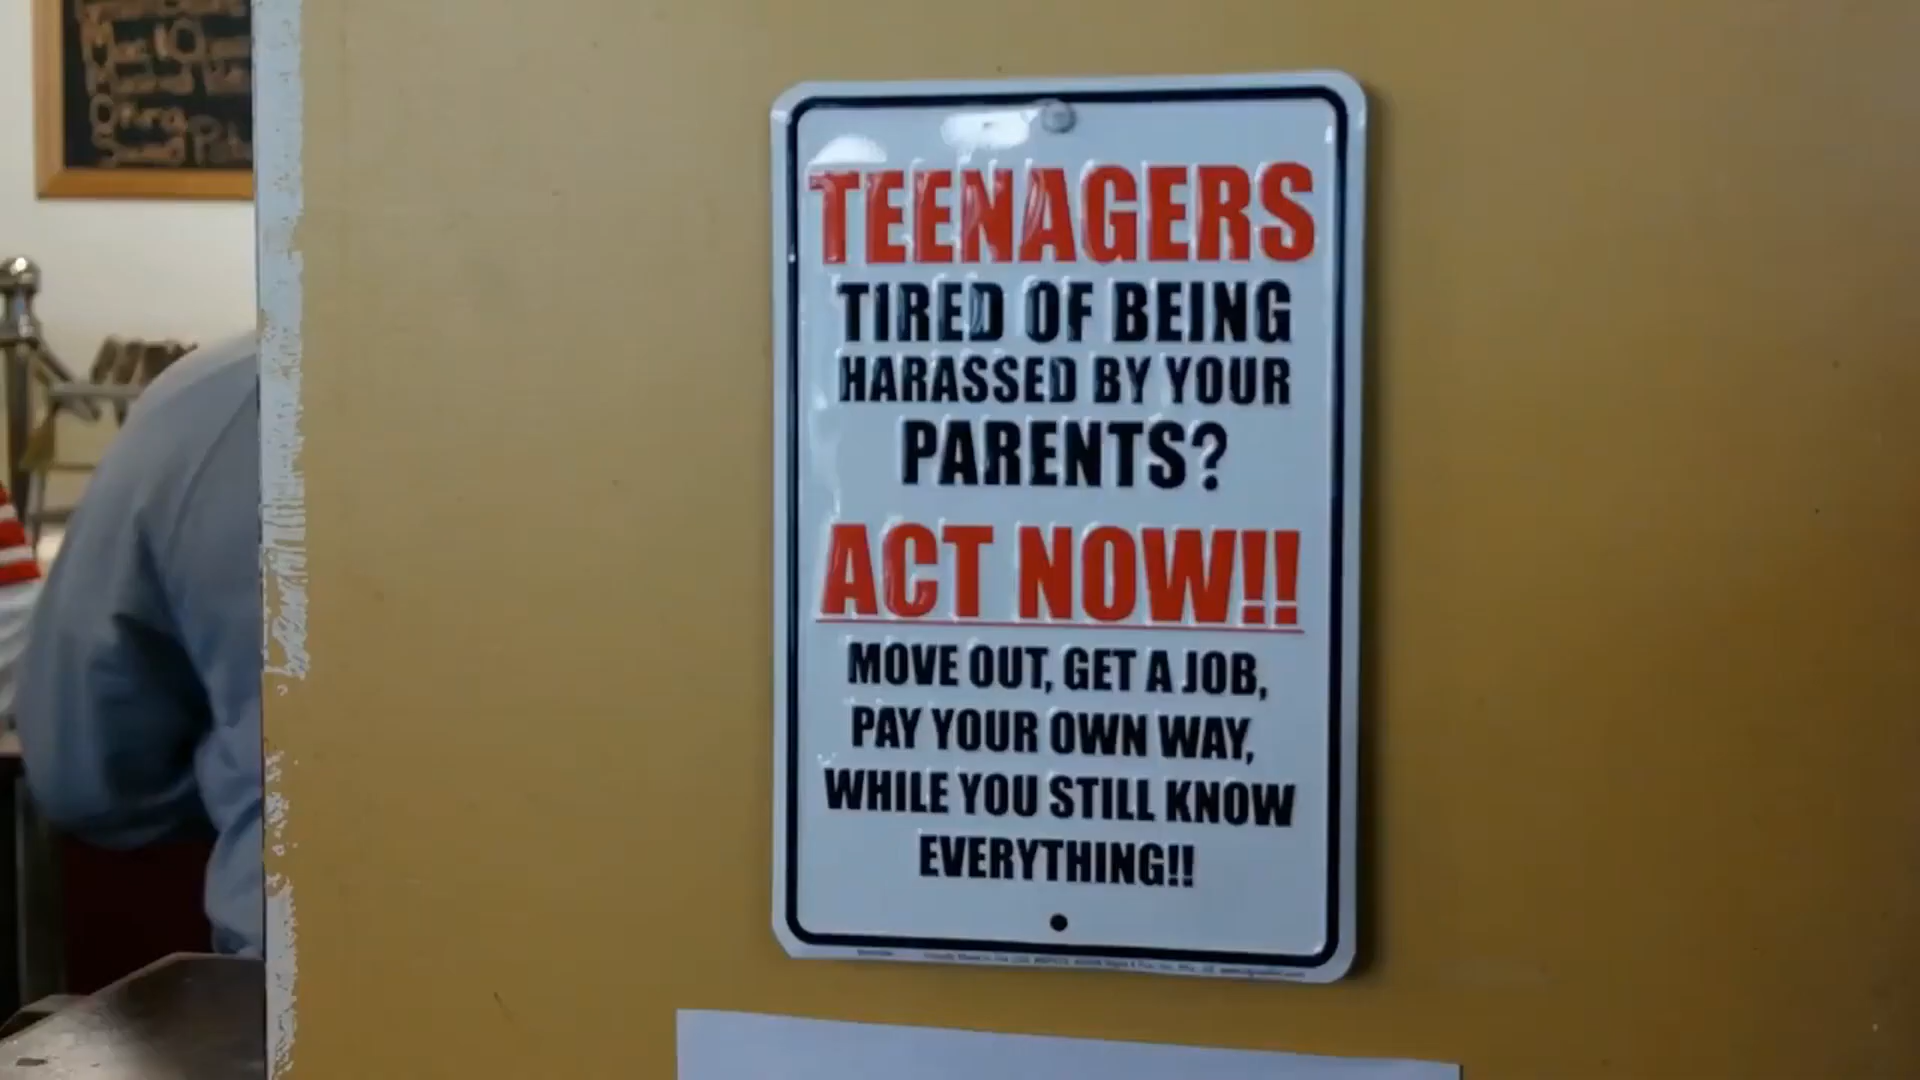 TEENAGERS
TIRED OF BEING
HARASSED BY YOUR
PARENTS?
ACT NOW!!
MOVE OUT, GET A JOB,
PAY YOUR OWN WAY,
WHILE YOU STILL KNOW
EVERYTHING!!